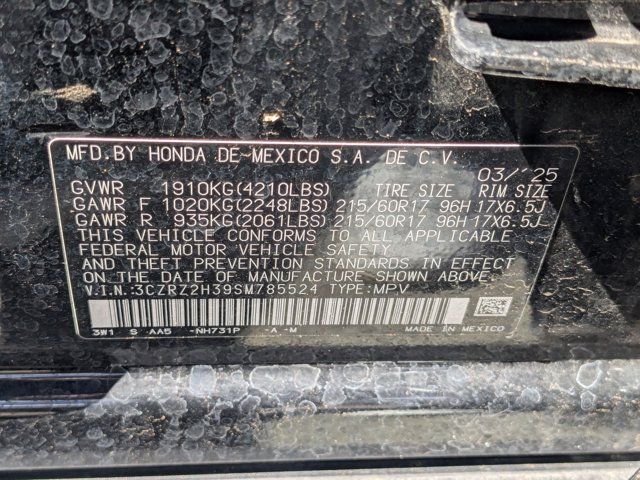 MFD.BY HONDA DE MEXICO S.A. DE C.V. 03/'25
GVWR 1910KG(4210LBS) TIRE SIZE RIM SIZE
GAWR F 1020KG(2248LBS) 215/60R17 96H 17X6.5J
GAWR R 935KG(2061LBS) 215/60R17 96H 17X6.5J
THIS VEHICLE CONFORMS TO ALL APPLICABLE
FEDERAL MOTOR VEHICLE SAFETY
AND THEFT PREVENTION STANDARDS IN EFFECT
ON THE DATE OF MANUFACTURE SHOWN ABOVE.
V.I.N.:3CZRZ2H39SM785524 TYPE:MPV
3W1 S AA5 -NH731P -A -M MADE IN MEXICO